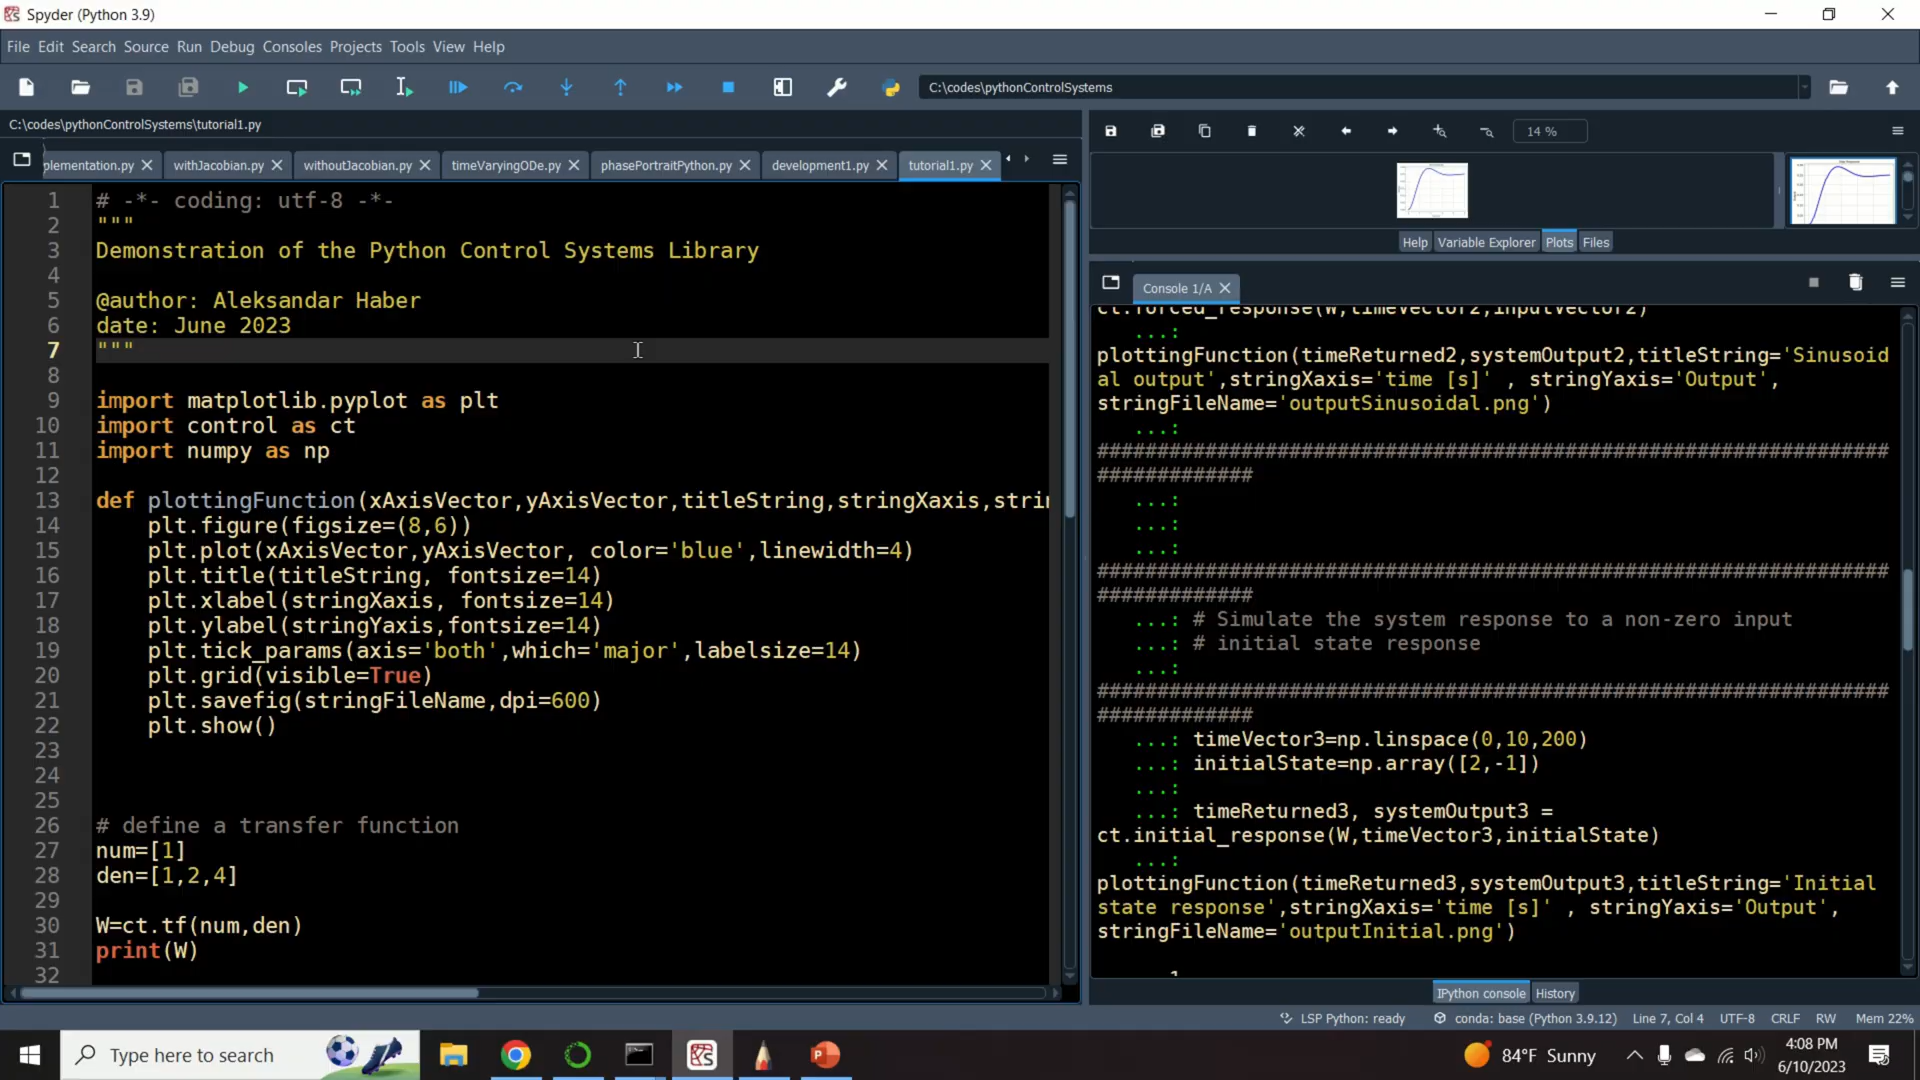 Spyder (Python 3.9)
File Edit Search Source Run Debug Consoles Projects Tools View Help
C:\codes\pythonControlSystems
C:\codes\pythonControlSystems\tutorial1.py
plementation.py
withJacobian.py
withoutJacobian.py
timeVaryingODe.py
phasePortraitPython.py
development1.py
tutorial1.py
1 # -*- coding: utf-8 -*-
2 """
3 Demonstration of the Python Control Systems Library
4
5 @author: Aleksandar Haber
6 date: June 2023
7 """
8
9 import matplotlib.pyplot as plt
10 import control as ct
11 import numpy as np
12
13 def plottingFunction(xAxisVector,yAxisVector,titleString,stringXaxis,strin
14 plt.figure(figsize=(8,6))
15 plt.plot(xAxisVector,yAxisVector, color='blue',linewidth=4)
16 plt.title(titleString, fontsize=14)
17 plt.xlabel(stringXaxis, fontsize=14)
18 plt.ylabel(stringYaxis,fontsize=14)
19 plt.tick_params(axis='both',which='major',labelsize=14)
20 plt.grid(visible=True)
21 plt.savefig(stringFileName,dpi=600)
22 plt.show()
23
24
25
26 # define a transfer function
27 num=[1]
28 den=[1,2,4]
29
30 W=ct.tf(num,den)
31 print(W)
32
14 %
Help Variable Explorer Plots Files
Console 1/A
ct.forced_response(W,timeVector2,inputVector2)
...:
plottingFunction(timeReturned2,systemOutput2,titleString='Sinusoid
al output',stringXaxis='time [s]' , stringYaxis='Output',
stringFileName='outputSinusoidal.png')
...:
##################################################################
#############
...:
...:
...:
##################################################################
#############
...: # Simulate the system response to a non-zero input
...: # initial state response
...:
##################################################################
#############
...: timeVector3=np.linspace(0,10,200)
...: initialState=np.array([2,-1])
...:
...: timeReturned3, systemOutput3 =
ct.initial_response(W,timeVector3,initialState)
...:
plottingFunction(timeReturned3,systemOutput3,titleString='Initial
state response',stringXaxis='time [s]' , stringYaxis='Output',
stringFileName='outputInitial.png')
1
IPython console History
LSP Python: ready conda: base (Python 3.9.12) Line 7, Col 4 UTF-8 CRLF RW Mem 22%
Type here to search
84°F Sunny
4:08 PM
6/10/2023